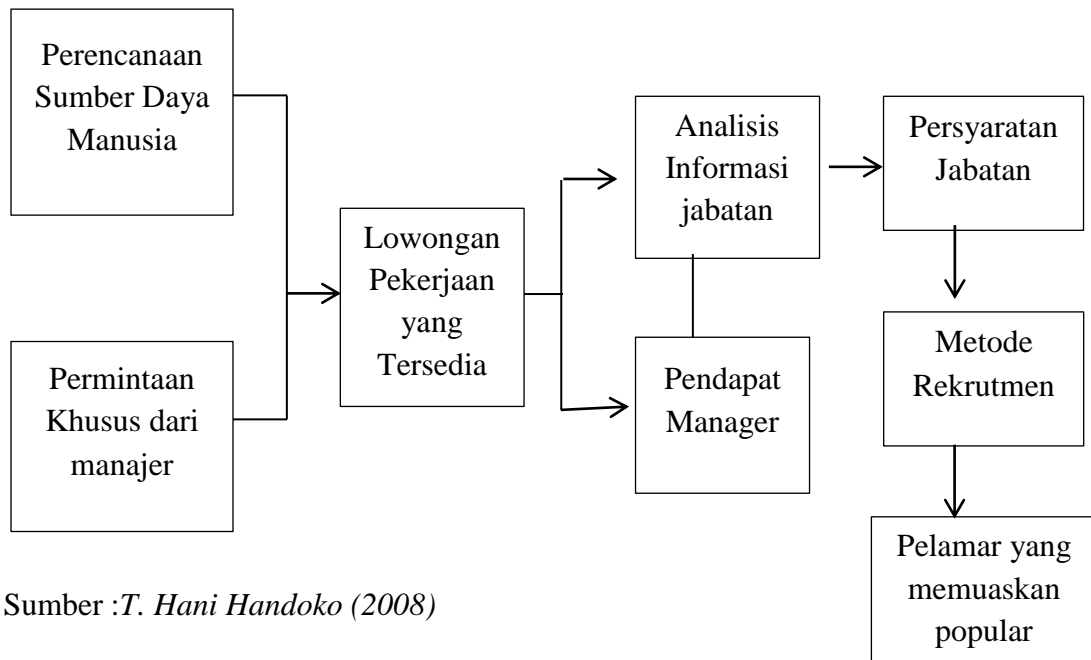 Perencanaan
Sumber Daya
Manusia
Permintaan
Khusus dari
manajer
Lowongan
Pekerjaan
yang
Tersedia
Analisis
Informasi
jabatan
Pendapat
Manager
Persyaratan
Jabatan
Metode
Rekrutmen
Pelamar yang
memuaskan
popular
Sumber :T. Hani Handoko (2008)